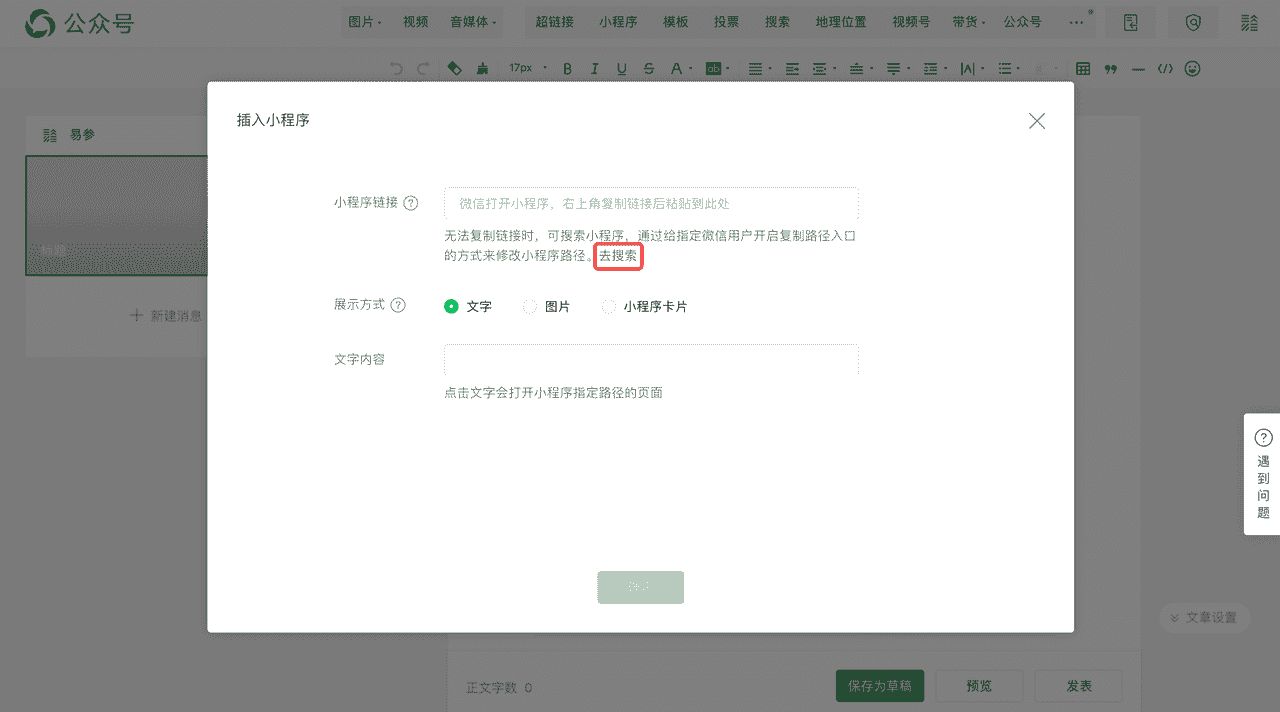 公众号
图片 视频 音媒体 超链接 小程序 模板 投票 搜索 地理位置 视频号 带货 公众号 ...
17px B I U S A ab
易参
标题
新建消息
插入小程序
小程序链接 ?
微信打开小程序，右上角复制链接后粘贴到此处
无法复制链接时，可搜索小程序，通过给指定微信用户开启复制路径入口
的方式来修改小程序路径。去搜索
展示方式 ?
文字 图片 小程序卡片
文字内容
点击文字会打开小程序指定路径的页面
?
遇
到
问
题
文章设置
正文字数 0
保存为草稿 预览 发表